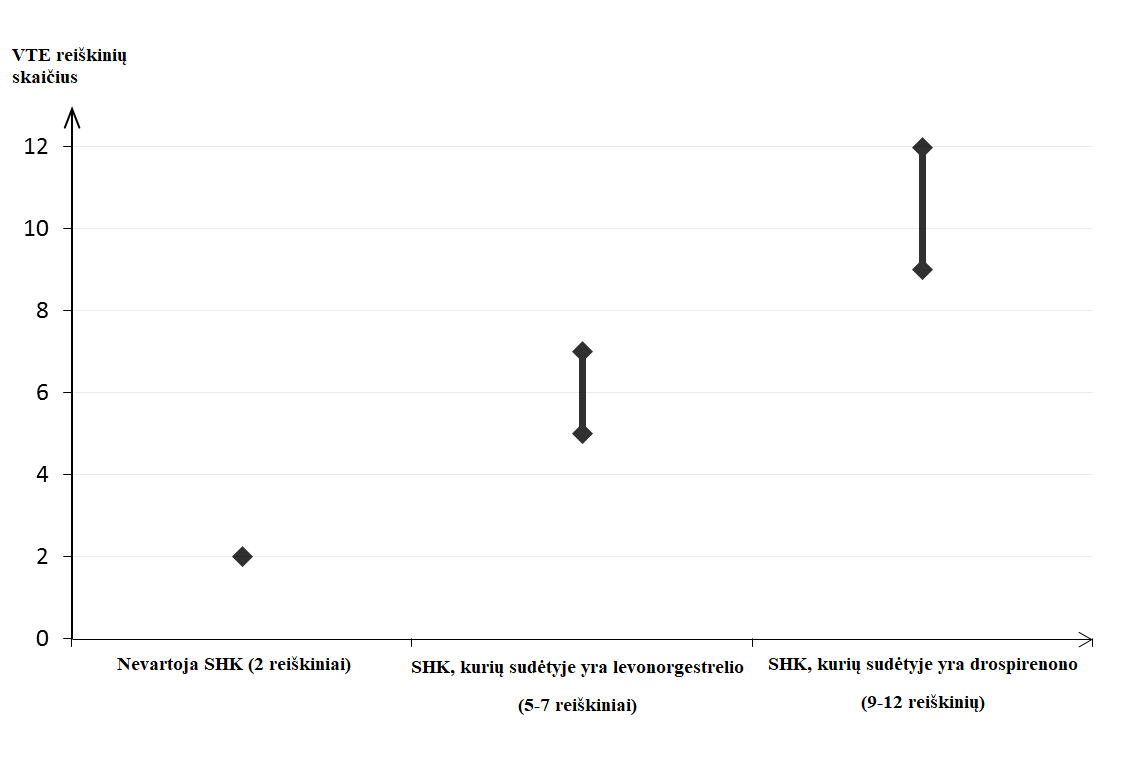 VTE reiškinių
skaičius
12
10
8
6
4
2
0
Nevartoja SHK (2 reiškiniai)
SHK, kurių sudėtyje yra levonorgestrelio
(5-7 reiškiniai)
SHK, kurių sudėtyje yra drospirenono
(9-12 reiškinių)